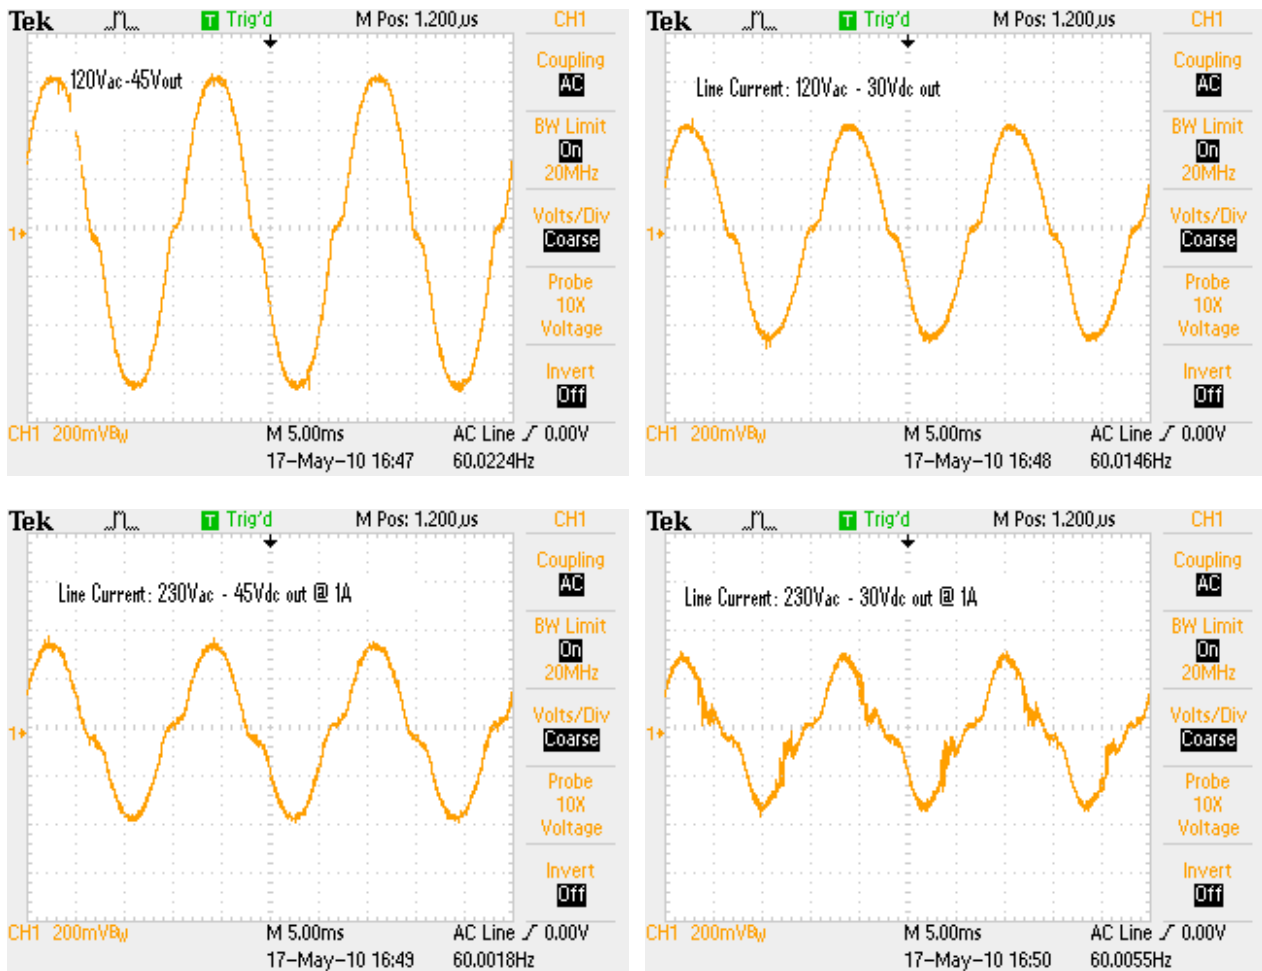 Tek Trig'd M Pos: 1.200µs CH1
120Vac-45Vout
Coupling
AC
BW Limit
On
20MHz
Volts/Div
Coarse
Probe
10X
Voltage
Invert
Off
1
CH1 200mVBW M 5.00ms AC Line 0.00V
17-May-10 16:47 60.0224Hz
Tek Trig'd M Pos: 1.200µs CH1
Line Current: 120Vac - 30Vdc out
Coupling
AC
BW Limit
On
20MHz
Volts/Div
Coarse
Probe
10X
Voltage
Invert
Off
1
CH1 200mVBW M 5.00ms AC Line 0.00V
17-May-10 16:48 60.0146Hz
Tek Trig'd M Pos: 1.200µs CH1
Line Current: 230Vac - 45Vdc out @ 1A
Coupling
AC
BW Limit
On
20MHz
Volts/Div
Coarse
Probe
10X
Voltage
Invert
Off
1
CH1 200mVBW M 5.00ms AC Line 0.00V
17-May-10 16:49 60.0018Hz
Tek Trig'd M Pos: 1.200µs CH1
Line Current: 230Vac - 30Vdc out @ 1A
Coupling
AC
BW Limit
On
20MHz
Volts/Div
Coarse
Probe
10X
Voltage
Invert
Off
1
CH1 200mVBW M 5.00ms AC Line 0.00V
17-May-10 16:50 60.0055Hz